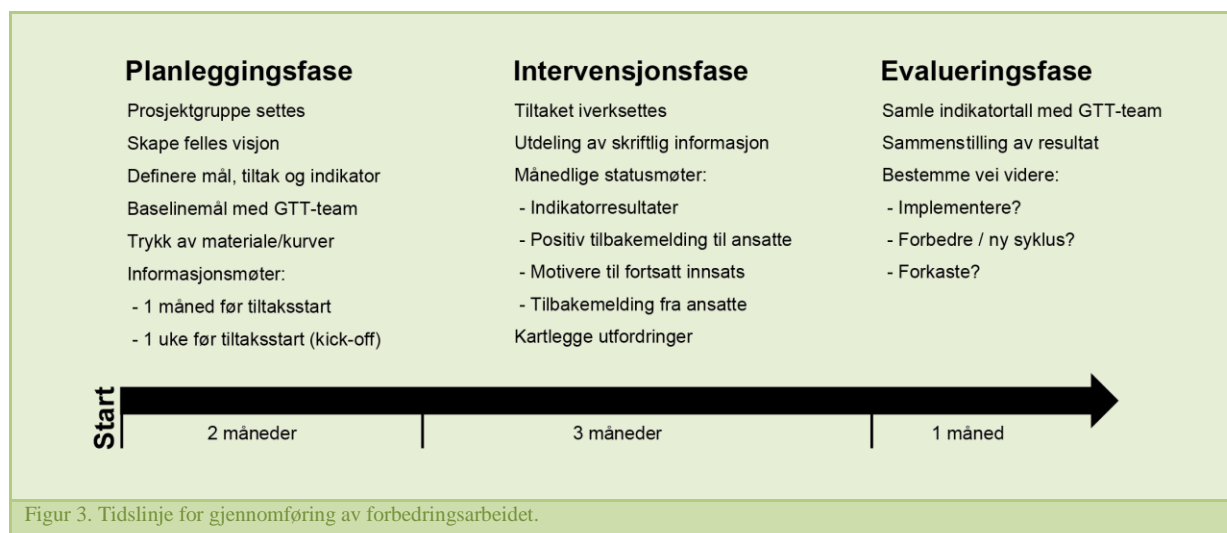 Planleggingsfase
Prosjektgruppe settes
Skape felles visjon
Definere mål, tiltak og indikator
Baselinemål med GTT-team
Trykk av materiale/kurver
Informasjonsmøter:
- 1 måned før tiltaksstart
- 1 uke før tiltaksstart (kick-off)
Intervensjonsfase
Tiltaket iverksettes
Utdeling av skriftlig informasjon
Månedlige statusmøter:
- Indikatorresultater
- Positiv tilbakemelding til ansatte
- Motivere til fortsatt innsats
- Tilbakemelding fra ansatte
Kartlegge utfordringer
Evalueringsfase
Samle indikatortall med GTT-team
Sammenstilling av resultat
Bestemme vei videre:
- Implementere?
- Forbedre / ny syklus?
- Forkaste?
Start
2 måneder
3 måneder
1 måned
Figur 3. Tidslinje for gjennomføring av forbedringsarbeidet.